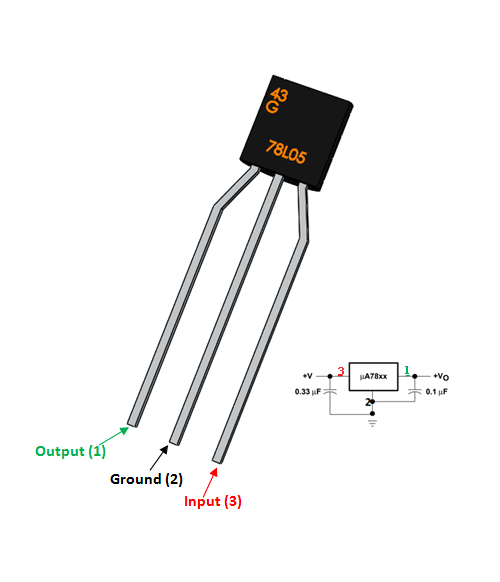 43
G
78L05
+V
3
μA78xx
1
+VO
0.33 μF
2
0.1 μF
Output (1)
Ground (2)
Input (3)